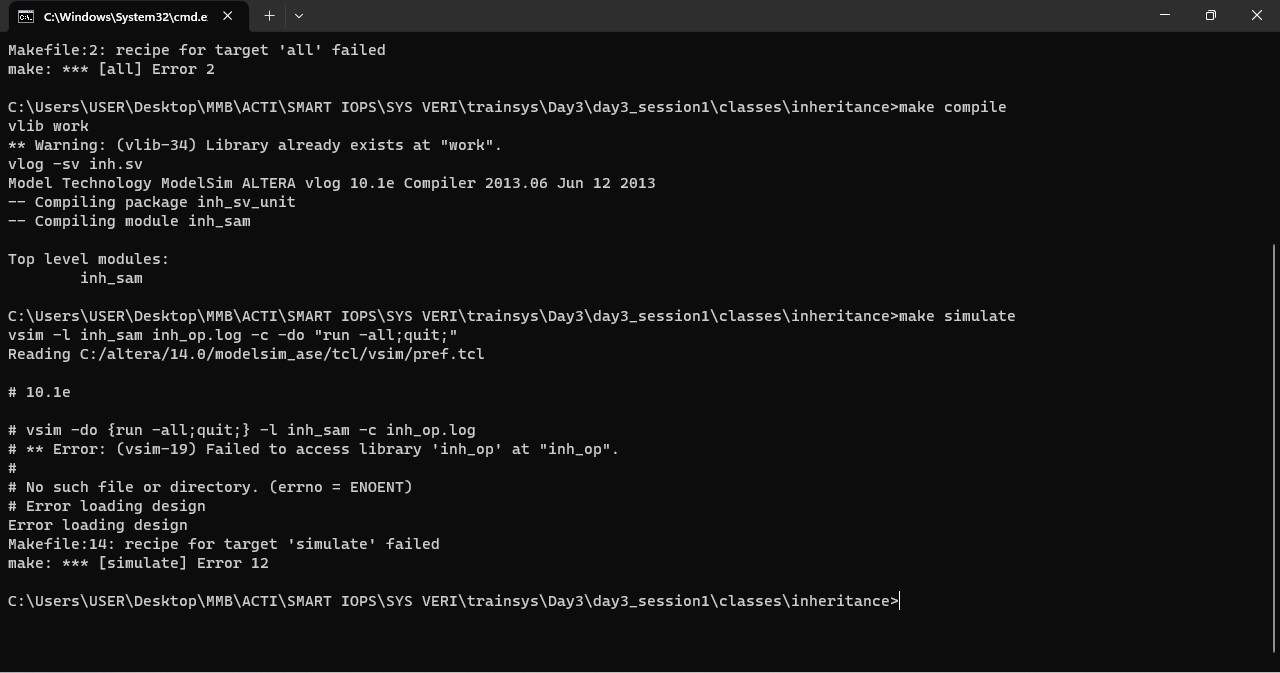 C:\Windows\System32\cmd.e
Makefile:2: recipe for target 'all' failed
make: *** [all] Error 2
C:\Users\USER\Desktop\MMB\ACTI\SMART IOPS\SYS VERI\trainsys\Day3\day3_session1\classes\inheritance>make compile
vlib work
** Warning: (vlib-34) Library already exists at "work".
vlog -sv inh.sv
Model Technology ModelSim ALTERA vlog 10.1e Compiler 2013.06 Jun 12 2013
-- Compiling package inh_sv_unit
-- Compiling module inh_sam
Top level modules:
inh_sam
C:\Users\USER\Desktop\MMB\ACTI\SMART IOPS\SYS VERI\trainsys\Day3\day3_session1\classes\inheritance>make simulate
vsim -l inh_sam inh_op.log -c -do "run -all;quit;"
Reading C:/altera/14.0/modelsim_ase/tcl/vsim/pref.tcl
# 10.1e
# vsim -do {run -all;quit;} -l inh_sam -c inh_op.log
# ** Error: (vsim-19) Failed to access library 'inh_op' at "inh_op".
#
# No such file or directory. (errno = ENOENT)
# Error loading design
Error loading design
Makefile:14: recipe for target 'simulate' failed
make: *** [simulate] Error 12
C:\Users\USER\Desktop\MMB\ACTI\SMART IOPS\SYS VERI\trainsys\Day3\day3_session1\classes\inheritance>